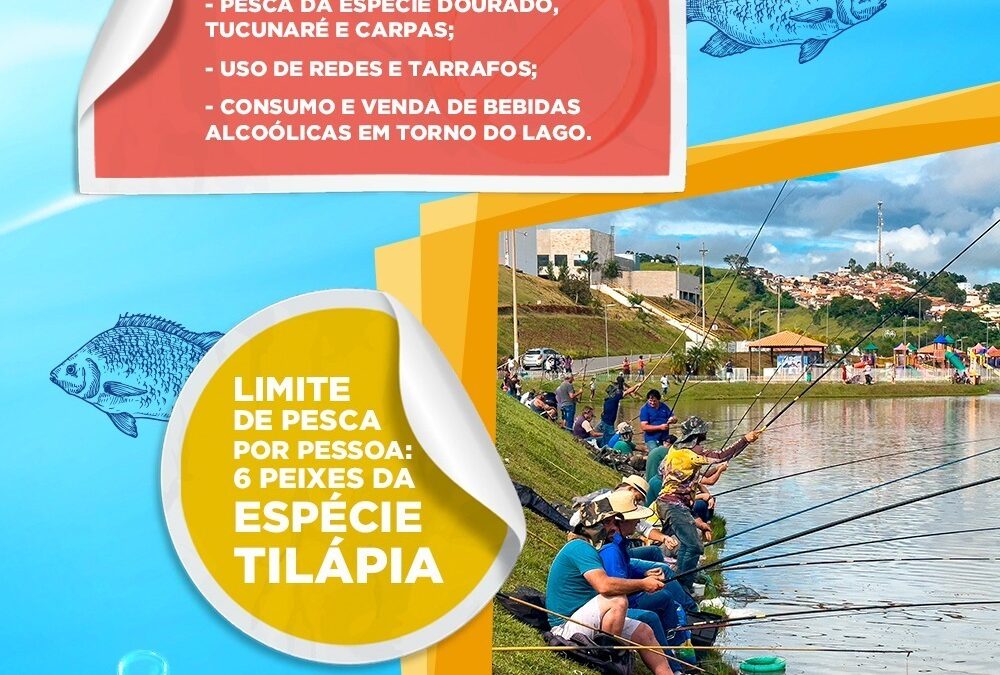 - PESCA DA ESPÉCIE DOURADO,
TUCUNARÉ E CARPAS;
- USO DE REDES E TARRAFOS;
- CONSUMO E VENDA DE BEBIDAS
ALCOÓLICAS EM TORNO DO LAGO.
LIMITE
DE PESCA
POR PESSOA:
6 PEIXES DA
ESPÉCIE
TILÁPIA